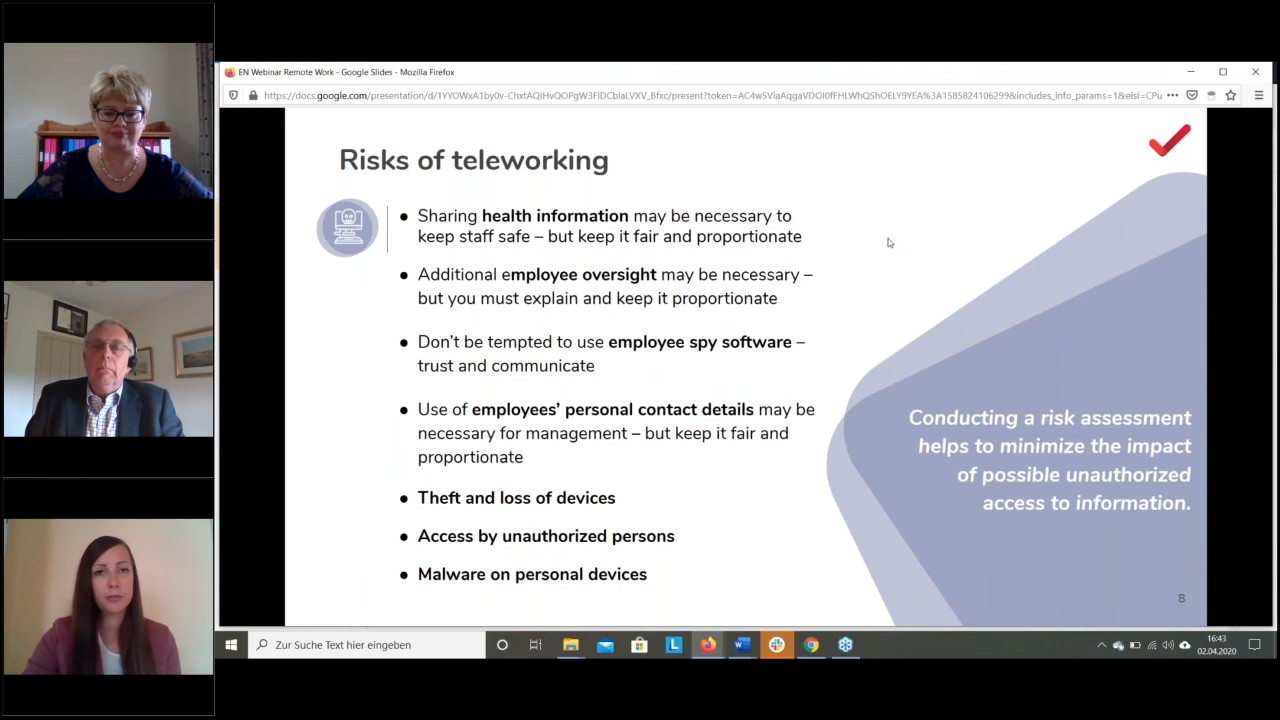 EN Webinar Remote Work - Google Slides - Mozilla Firefox
Risks of teleworking
● Sharing health information may be necessary to
keep staff safe – but keep it fair and proportionate
● Additional employee oversight may be necessary –
but you must explain and keep it proportionate
● Don't be tempted to use employee spy software –
trust and communicate
● Use of employees' personal contact details may be
necessary for management – but keep it fair and
proportionate
● Theft and loss of devices
● Access by unauthorized persons
● Malware on personal devices
Conducting a risk assessment
helps to minimize the impact
of possible unauthorized
access to information.
8
Zur Suche Text hier eingeben
16:43
02.04.2020